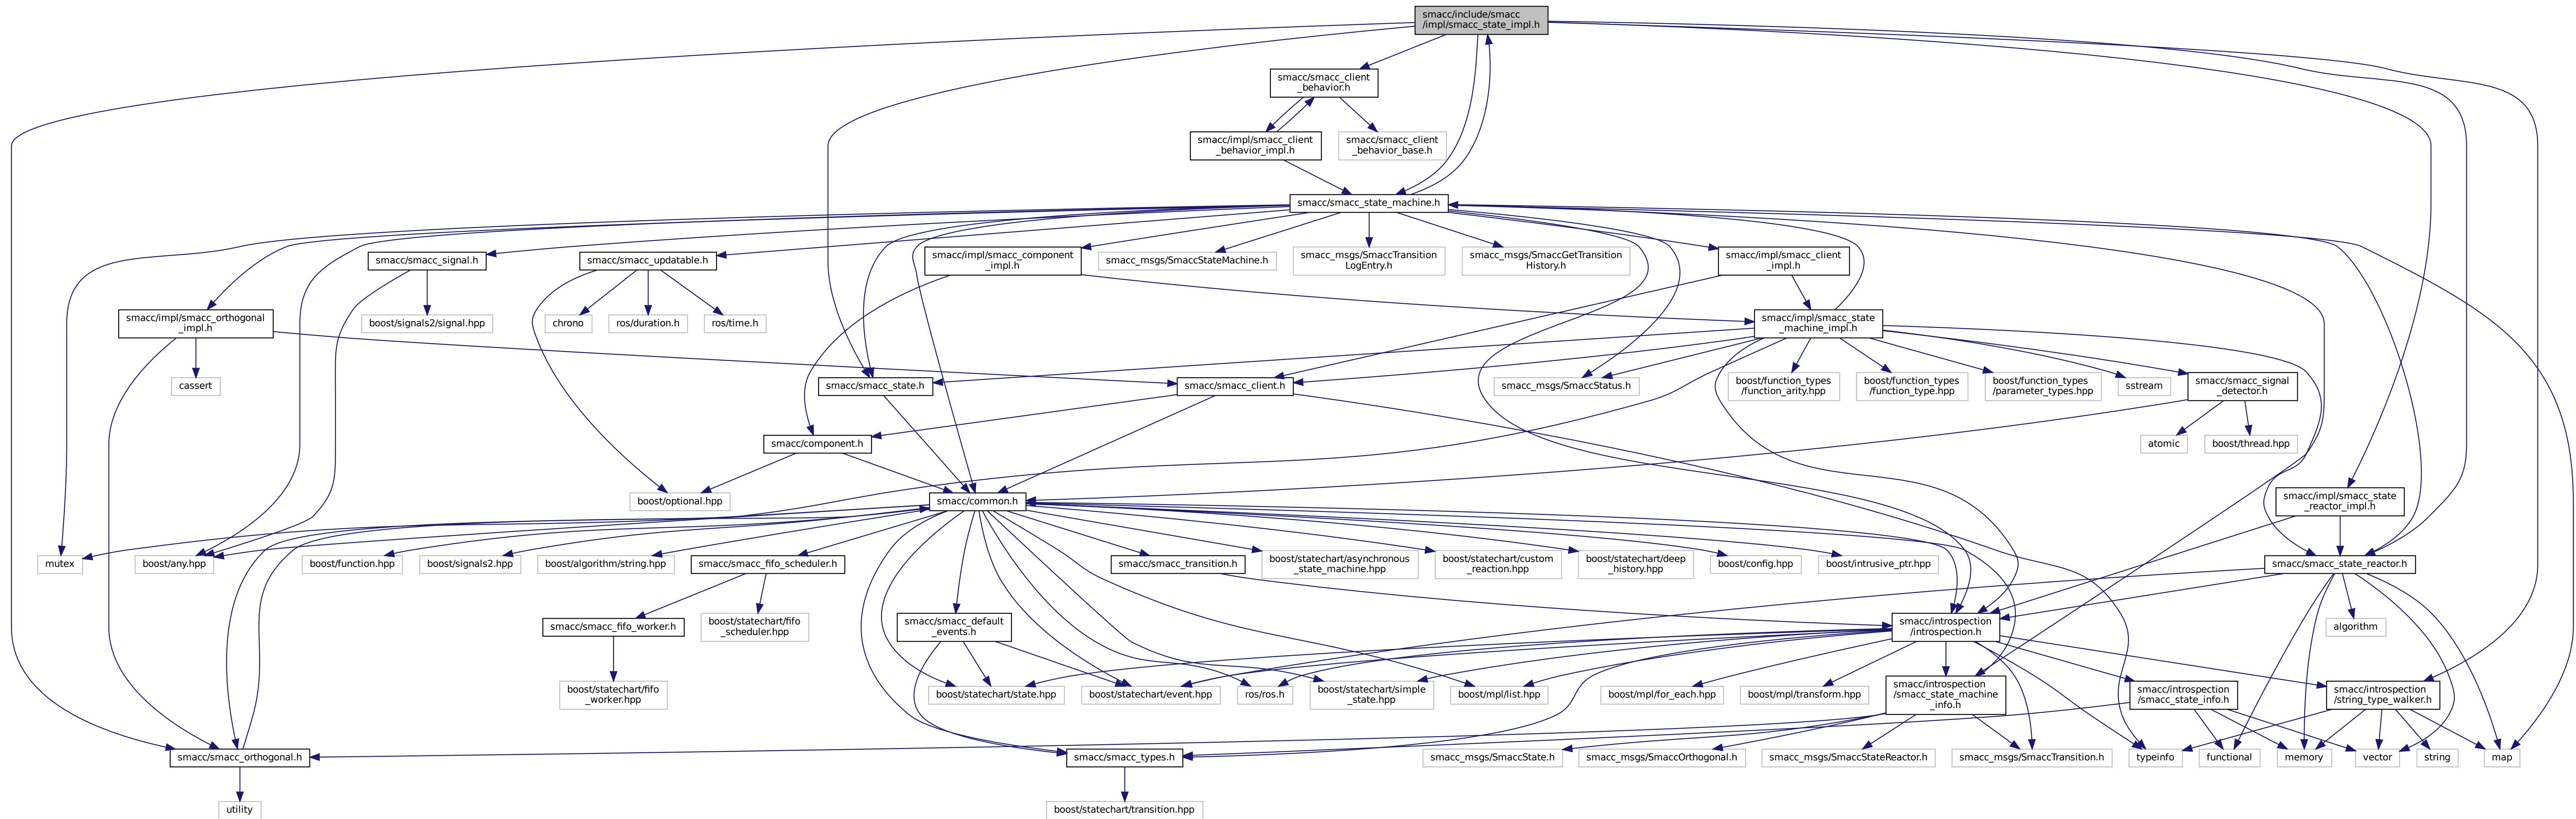 smacc/include/smacc
/impl/smacc_state_impl.h
smacc/smacc_client
_behavior.h
smacc/impl/smacc_client
_behavior_impl.h
smacc/smacc_client
_behavior_base.h
smacc/smacc_state_machine.h
smacc/smacc_signal.h
smacc/smacc_updatable.h
smacc/impl/smacc_component
_impl.h
smacc_msgs/SmaccStateMachine.h
smacc_msgs/SmaccTransition
LogEntry.h
smacc_msgs/SmaccGetTransition
History.h
smacc/impl/smacc_client
_impl.h
smacc/impl/smacc_orthogonal
_impl.h
boost/signals2/signal.hpp
chrono
ros/duration.h
ros/time.h
smacc/impl/smacc_state
_machine_impl.h
cassert
smacc/smacc_state.h
smacc/smacc_client.h
smacc_msgs/SmaccStatus.h
boost/function_types
/function_arity.hpp
boost/function_types
/function_type.hpp
boost/function_types
/parameter_types.hpp
sstream
smacc/smacc_signal
_detector.h
smacc/component.h
atomic
boost/thread.hpp
boost/optional.hpp
smacc/common.h
smacc/impl/smacc_state
_reactor_impl.h
mutex
boost/any.hpp
boost/function.hpp
boost/signals2.hpp
boost/algorithm/string.hpp
smacc/smacc_fifo_scheduler.h
smacc/smacc_transition.h
boost/statechart/asynchronous
_state_machine.hpp
boost/statechart/custom
_reaction.hpp
boost/statechart/deep
_history.hpp
boost/config.hpp
boost/intrusive_ptr.hpp
smacc/smacc_state_reactor.h
smacc/smacc_fifo_worker.h
boost/statechart/fifo
_scheduler.hpp
smacc/smacc_default
_events.h
smacc/introspection
/introspection.h
algorithm
boost/statechart/fifo
_worker.hpp
boost/statechart/state.hpp
boost/statechart/event.hpp
ros/ros.h
boost/statechart/simple
_state.hpp
boost/mpl/list.hpp
boost/mpl/for_each.hpp
boost/mpl/transform.hpp
smacc/introspection
/smacc_state_machine
_info.h
smacc/introspection
/smacc_state_info.h
smacc/introspection
/string_type_walker.h
smacc/smacc_orthogonal.h
smacc/smacc_types.h
smacc_msgs/SmaccState.h
smacc_msgs/SmaccOrthogonal.h
smacc_msgs/SmaccStateReactor.h
smacc_msgs/SmaccTransition.h
typeinfo
functional
memory
vector
string
map
utility
boost/statechart/transition.hpp